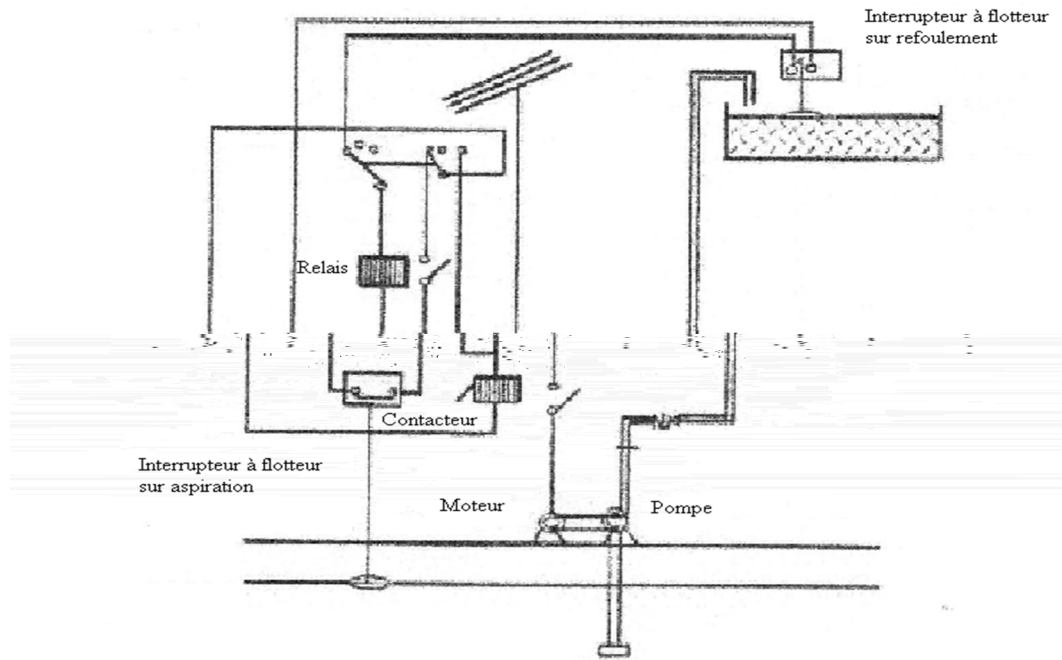 Interrupteur à flotteur
sur refoulement
Relais
Contacteur
Interrupteur à flotteur
sur aspiration
Moteur
Pompe